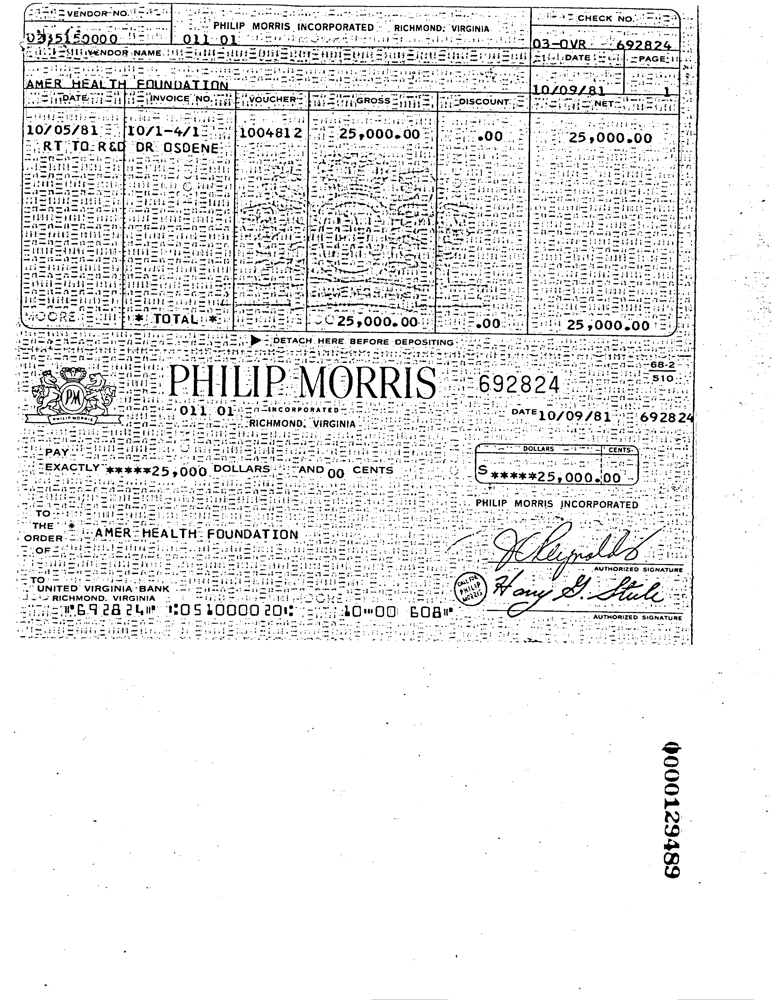 VENDOR NO.
PHILIP MORRIS INCORPORATED RICHMOND, VIRGINIA
CHECK NO.
011 01
03-OVR 692824
VENDOR NAME
DATE PAGE
AMER HEALTH FOUNDATION
10/09/81 1
DATE INVOICE NO. VOUCHER GROSS DISCOUNT NET
10/05/81 10/1-4/1 1004812 25,000.00 .00 25,000.00
RT TO R&D DR OSDENE
MOORE * TOTAL * 25,000.00 .00 25,000.00
DETACH HERE BEFORE DEPOSITING
PM
PHILIP MORRIS
PHILIP MORRIS 692824
68-2
510
011 01 INCORPORATED
RICHMOND, VIRGINIA
DATE 10/09/81 692824
PAY
EXACTLY *****25,000 DOLLARS AND 00 CENTS
DOLLARS CENTS
$ *****25,000.00
PHILIP MORRIS INCORPORATED
TO
THE *
ORDER AMER HEALTH FOUNDATION
OF
J C Reynolds
AUTHORIZED SIGNATURE
TO
UNITED VIRGINIA BANK
RICHMOND, VIRGINIA
CALL FOR
PHILIP
MORRIS
Harry G. Steele
AUTHORIZED SIGNATURE
⑈692824⑈ ⑆051000020⑆ 10⑈00 608⑈
0000129489